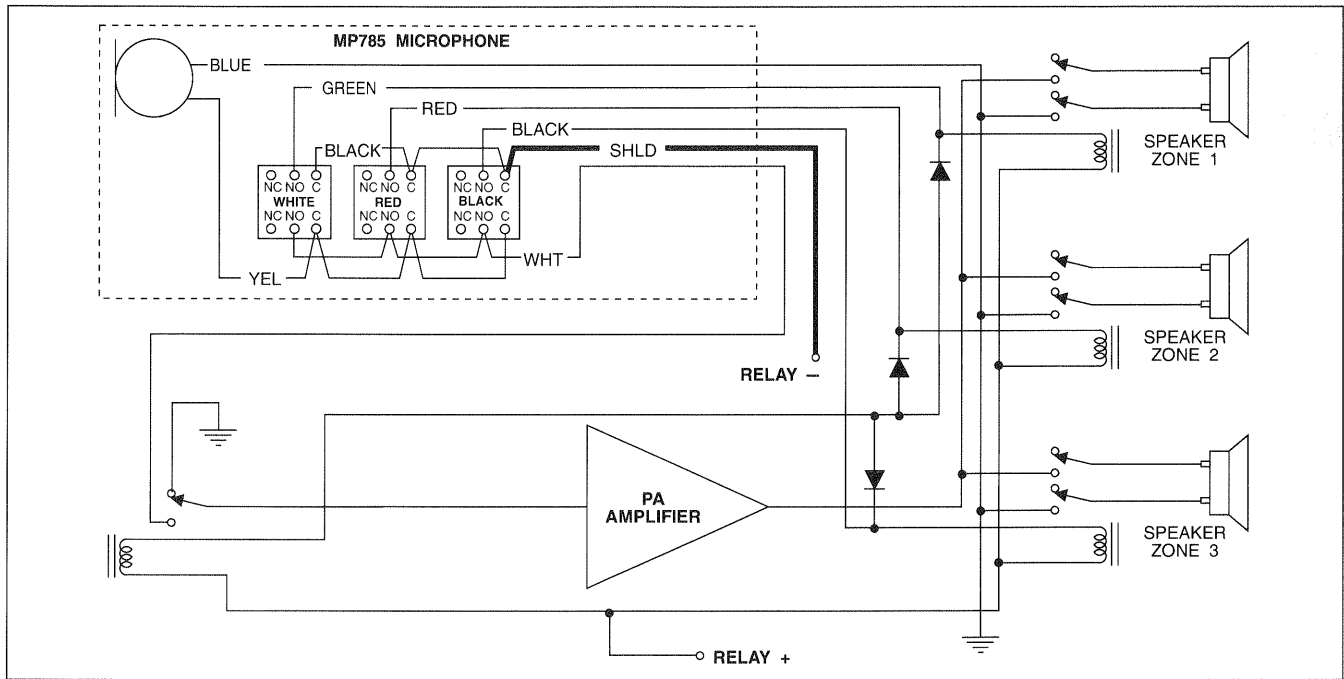 MP785 MICROPHONE
BLUE
GREEN
RED
BLACK
BLACK
SHLD
NC NO C
WHITE
NC NO C
NC NO C
RED
NC NO C
NC NO C
BLACK
NC NO C
WHT
YEL
SPEAKER
ZONE 1
SPEAKER
ZONE 2
RELAY –
PA
AMPLIFIER
SPEAKER
ZONE 3
RELAY +